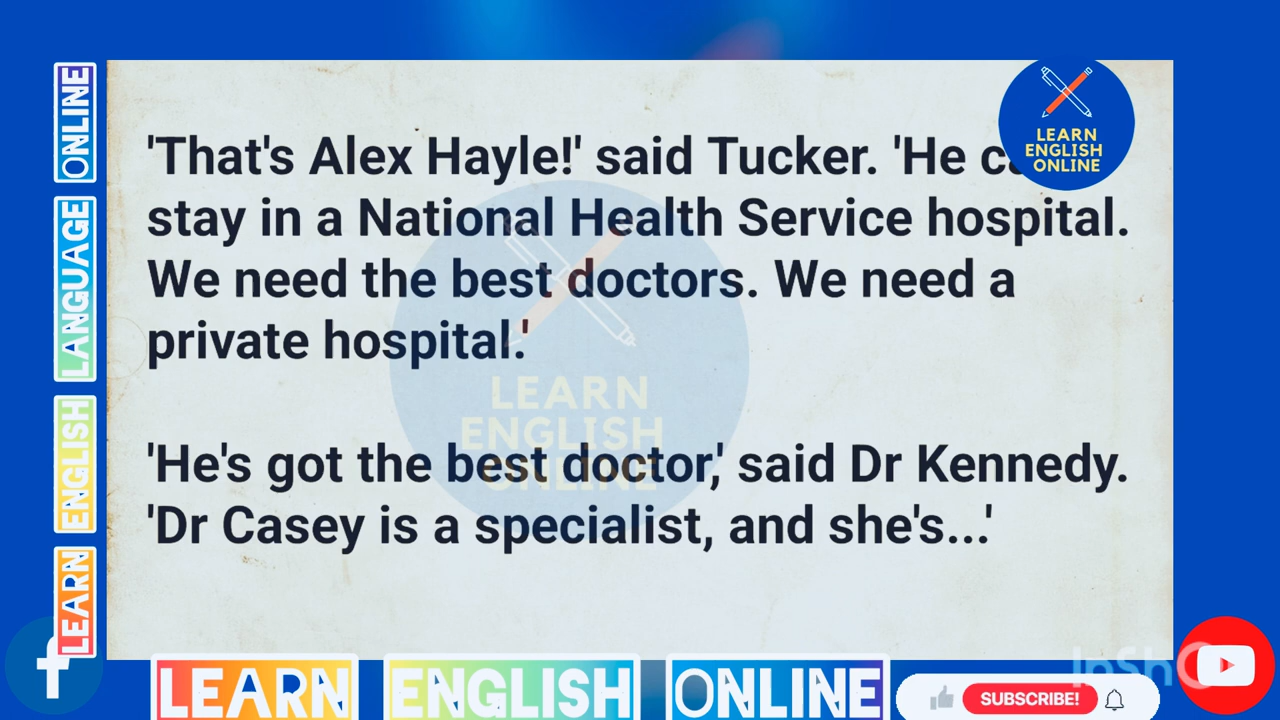 'That's Alex Hayle!' said Tucker. 'He
stay in a National Health Service hospital.
We need the best doctors. We need a
private hospital.'
'He's got the best doctor,' said Dr Kennedy.
'Dr Casey is a specialist, and she's...'
LEARN
ENGLISH
ONLINE
LEARN
ENGLISH
ONLINE
LEARN ENGLISH LANGUAGE ONLINE
LEARN ENGLISH ONLINE
SUBSCRIBE!